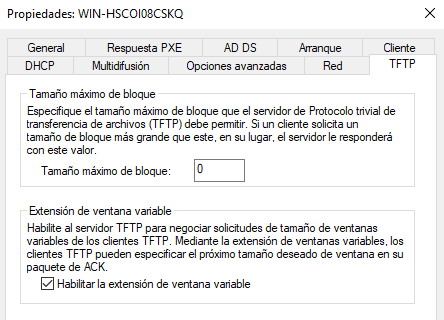 Propiedades: WIN-HSCOI08CSKQ
General Respuesta PXE AD DS Arranque Cliente
DHCP Multidifusión Opciones avanzadas Red TFTP
Tamaño máximo de bloque
Especifique el tamaño máximo de bloque que el servidor de Protocolo trivial de
transferencia de archivos (TFTP) debe permitir. Si un cliente solicita un
tamaño de bloque más grande que este, en su lugar, el servidor le responderá
con este valor.
Tamaño máximo de bloque: 0
Extensión de ventana variable
Habilite al servidor TFTP para negociar solicitudes de tamaño de ventanas
variables de los clientes TFTP. Mediante la extensión de ventanas variables, los
clientes TFTP pueden especificar el próximo tamaño deseado de ventana en su
paquete de ACK.
Habilitar la extensión de ventana variable